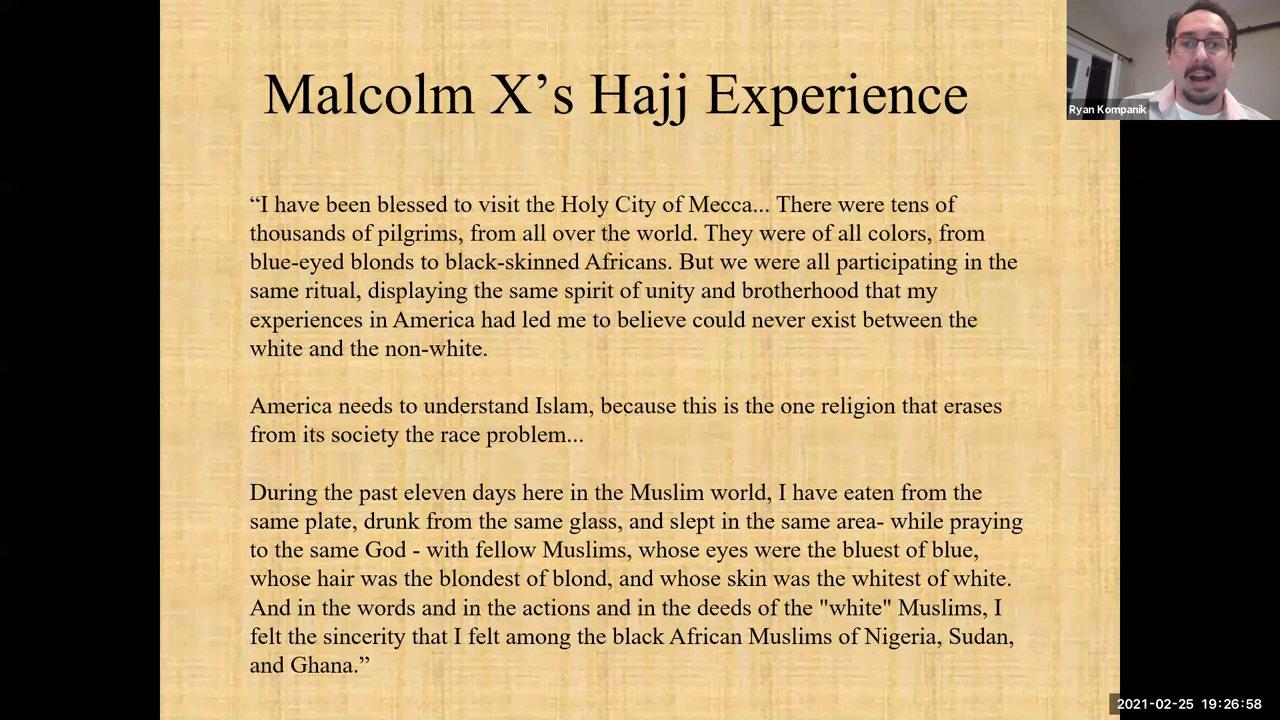 Malcolm X’s Hajj Experience
Ryan Kompanik
“I have been blessed to visit the Holy City of Mecca... There were tens of
thousands of pilgrims, from all over the world. They were of all colors, from
blue-eyed blonds to black-skinned Africans. But we were all participating in the
same ritual, displaying the same spirit of unity and brotherhood that my
experiences in America had led me to believe could never exist between the
white and the non-white.
America needs to understand Islam, because this is the one religion that erases
from its society the race problem...
During the past eleven days here in the Muslim world, I have eaten from the
same plate, drunk from the same glass, and slept in the same area- while praying
to the same God - with fellow Muslims, whose eyes were the bluest of blue,
whose hair was the blondest of blond, and whose skin was the whitest of white.
And in the words and in the actions and in the deeds of the "white" Muslims, I
felt the sincerity that I felt among the black African Muslims of Nigeria, Sudan,
and Ghana.”
2021-02-25 19:26:58